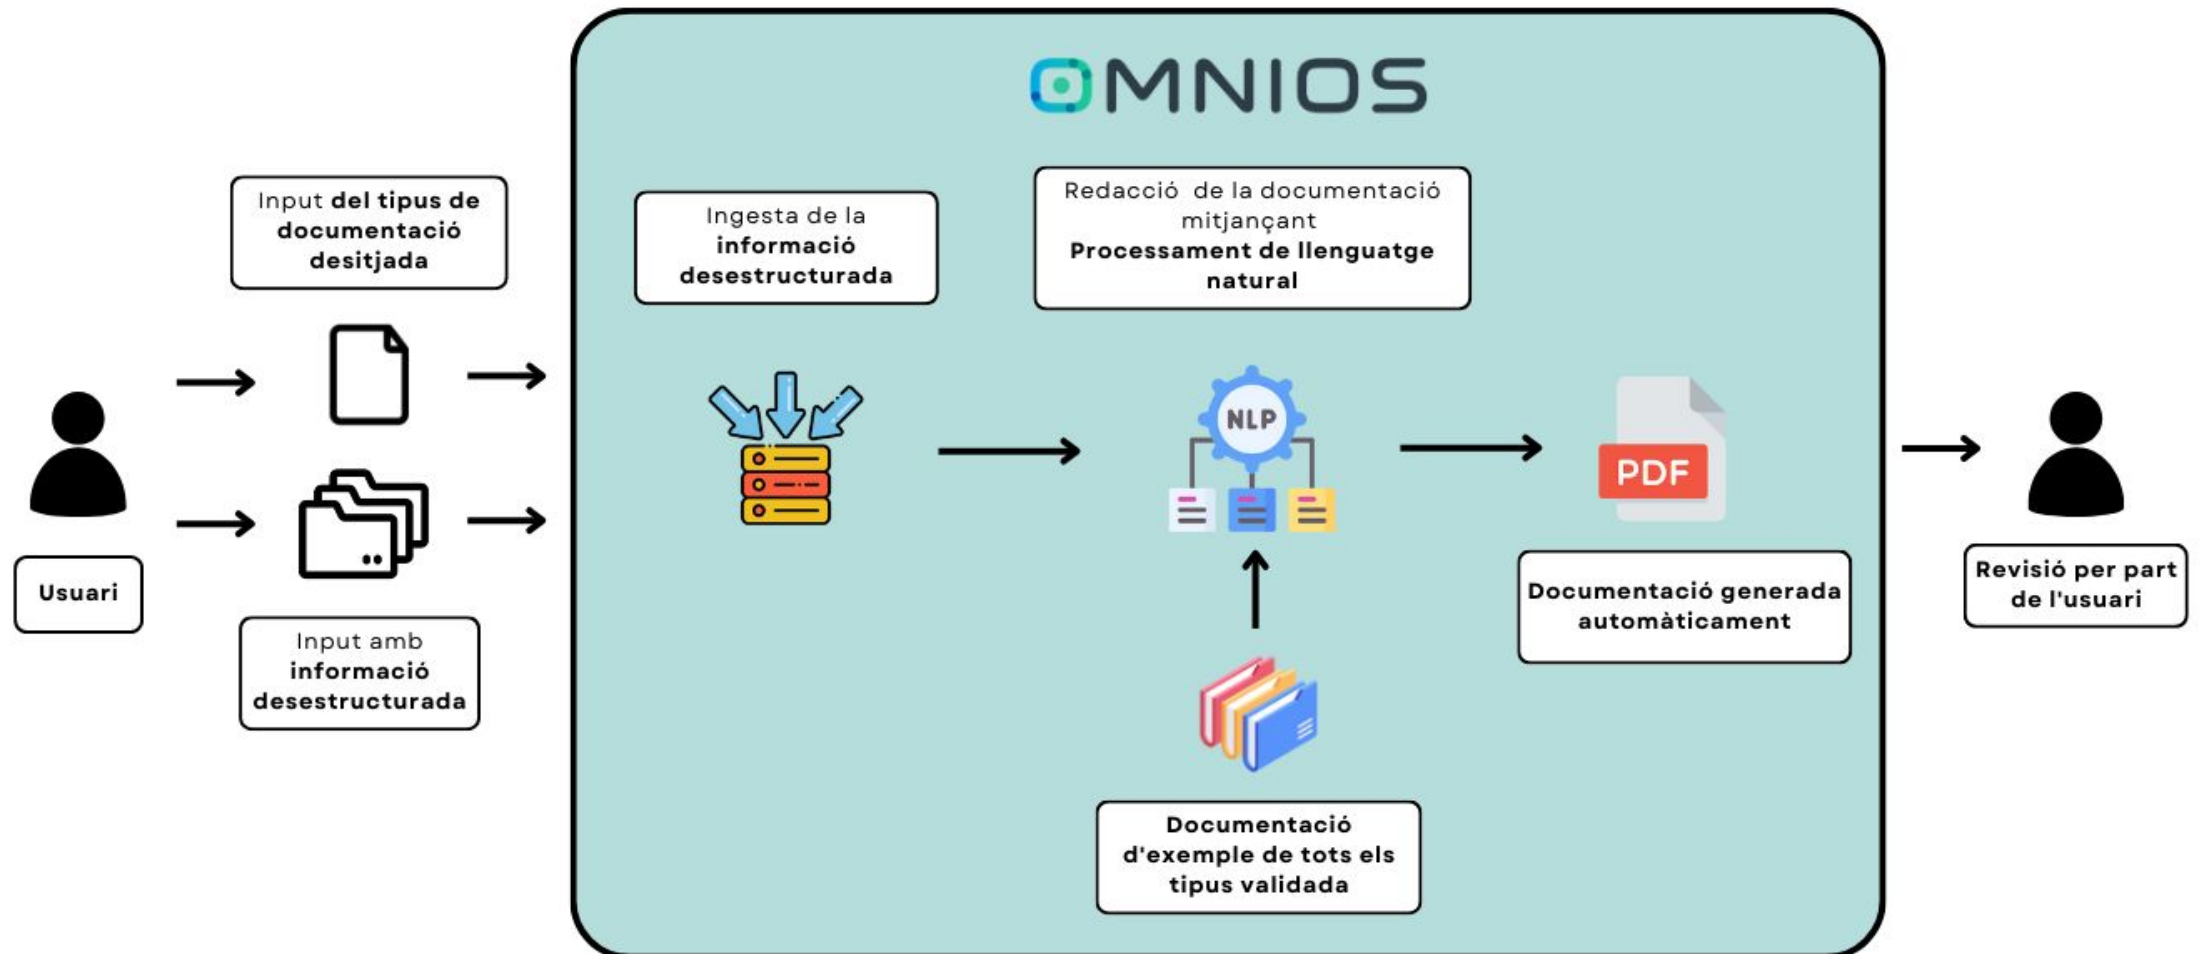 OMNIOS
Input del tipus de
documentació
desitjada
Ingesta de la
informació
desestructurada
Redacció de la documentació
mitjançant
Processament de llenguatge
natural
NLP
PDF
Usuari
Input amb
informació
desestructurada
Documentació generada
automàticament
Revisió per part
de l'usuari
Documentació
d'exemple de tots els
tipus validada